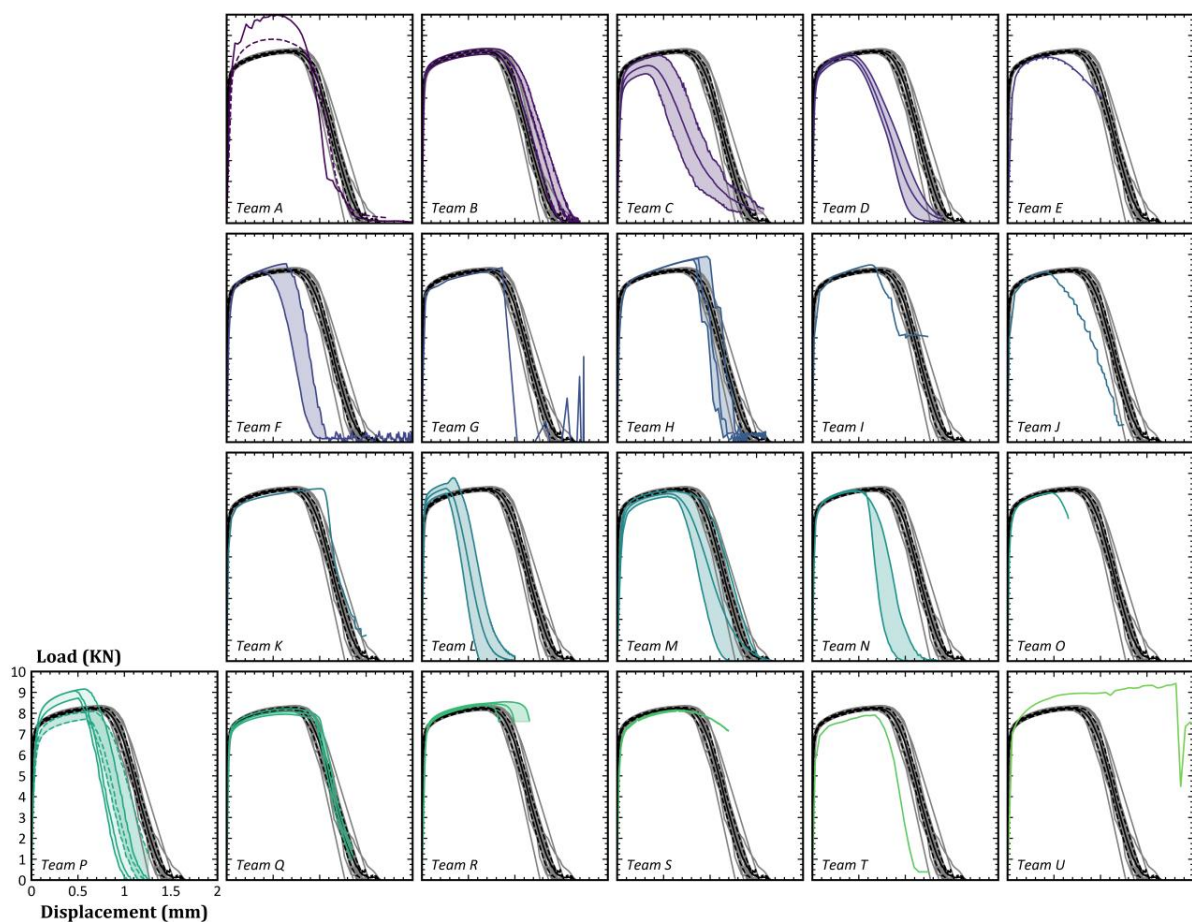 Team A
Team B
Team C
Team D
Team E
Team F
Team G
Team H
Team I
Team J
Team K
Team L
Team M
Team N
Team O
Load (KN)
10
9
8
7
6
5
4
3
2
1
0
Team P
Team Q
Team R
Team S
Team T
Team U
0 0.5 1 1.5 2
Displacement (mm)